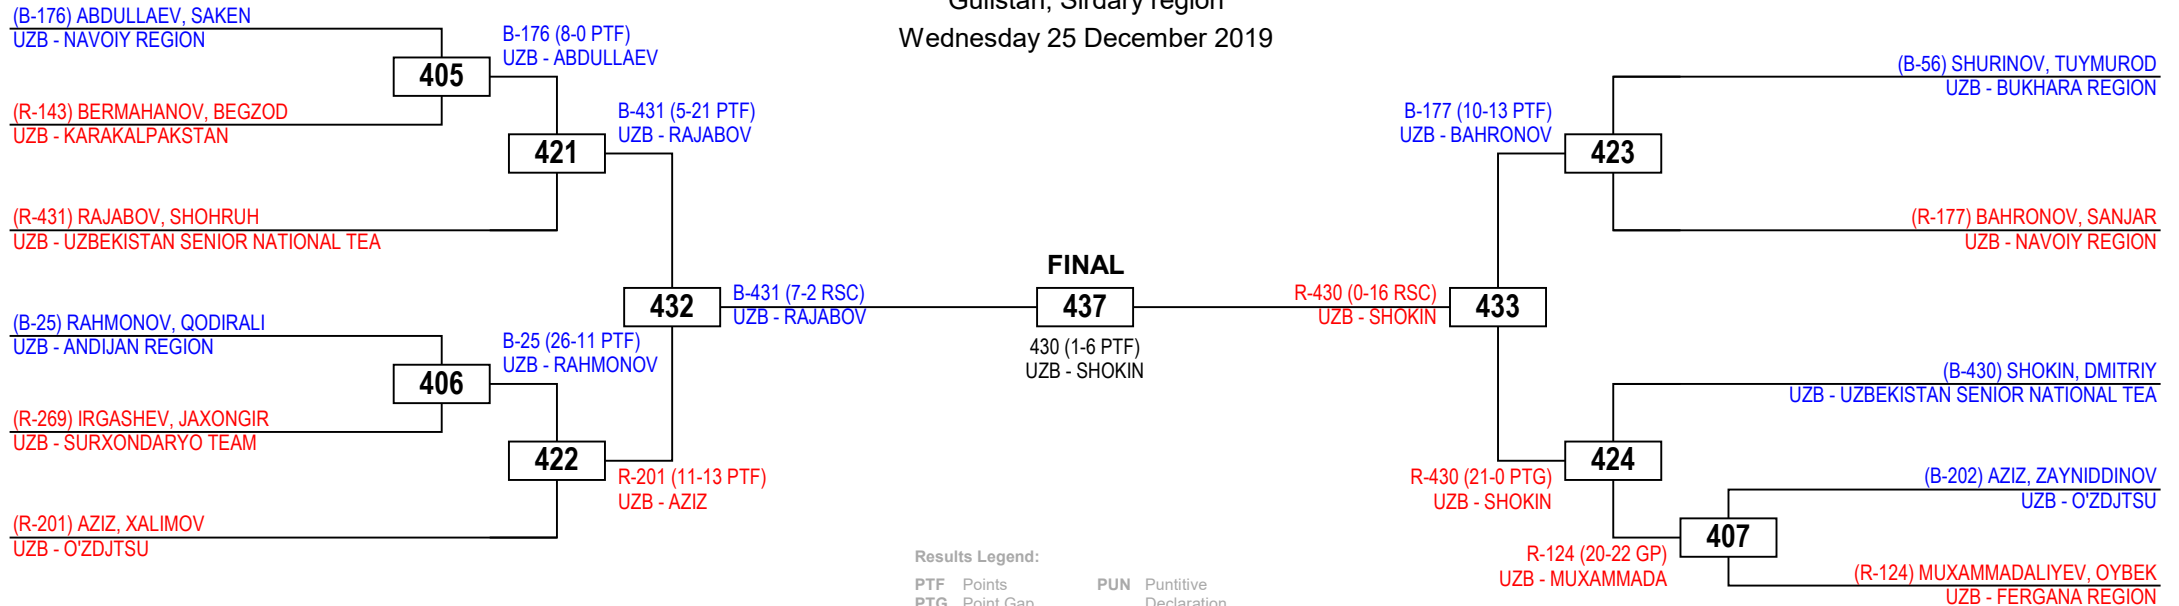 Gulistan, Sirdary region
Wednesday 25 December 2019
(B-176) ABDULLAEV, SAKEN
UZB - NAVOIY REGION
405
(R-143) BERMAHANOV, BEGZOD
UZB - KARAKALPAKSTAN
B-176 (8-0 PTF)
UZB - ABDULLAEV
421
(R-431) RAJABOV, SHOHRUH
UZB - UZBEKISTAN SENIOR NATIONAL TEA
B-431 (5-21 PTF)
UZB - RAJABOV
432
(B-25) RAHMONOV, QODIRALI
UZB - ANDIJAN REGION
406
(R-269) IRGASHEV, JAXONGIR
UZB - SURXONDARYO TEAM
B-25 (26-11 PTF)
UZB - RAHMONOV
422
(R-201) AZIZ, XALIMOV
UZB - O'ZDJTSU
R-201 (11-13 PTF)
UZB - AZIZ
B-431 (7-2 RSC)
UZB - RAJABOV
FINAL
437
430 (1-6 PTF)
UZB - SHOKIN
R-430 (0-16 RSC)
UZB - SHOKIN
433
B-177 (10-13 PTF)
UZB - BAHRONOV
423
(B-56) SHURINOV, TUYMUROD
UZB - BUKHARA REGION
(R-177) BAHRONOV, SANJAR
UZB - NAVOIY REGION
(B-430) SHOKIN, DMITRIY
UZB - UZBEKISTAN SENIOR NATIONAL TEA
424
R-430 (21-0 PTG)
UZB - SHOKIN
(B-202) AZIZ, ZAYNIDDINOV
UZB - O'ZDJTSU
407
R-124 (20-22 GP)
UZB - MUXAMMADA
(R-124) MUXAMMADALIYEV, OYBEK
UZB - FERGANA REGION
Results Legend:
PTF Points PUN Puntitive
PTG Point Gap Declaration